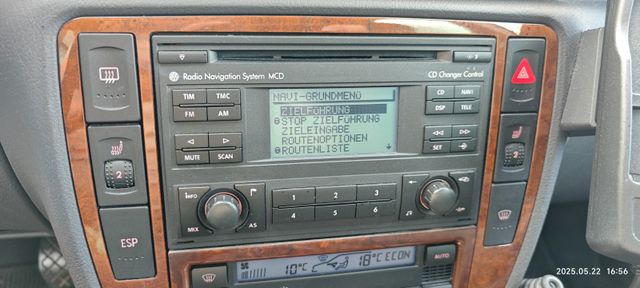 Radio Navigation System MCD
CD Changer Control
TIM
TMC
FM
AM
MUTE
SCAN
NAVI-GRUNDMENÜ
ZIELFÜHRUNG
STOP ZIELFÜHRUNG
ZIELEINGABE
ROUTENOPTIONEN
ROUTENLISTE
CD
NAVI
DSP
TELE
SET
INFO
MIX
AS
1
2
3
4
5
6
2
2
ESP
10°C
18°C ECON
AUTO
2025.05.22 16:56